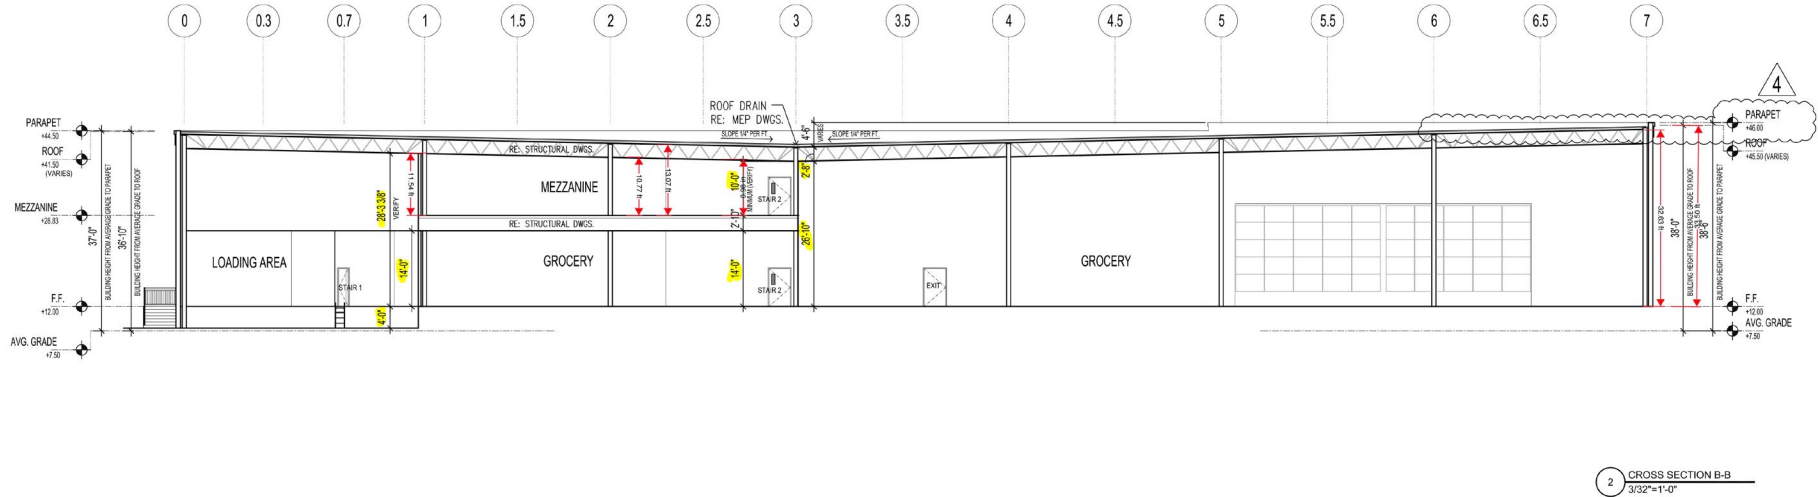 0 0.3 0.7 1 1.5 2 2.5 3 3.5 4 4.5 5 5.5 6 6.5 7
4
ROOF DRAIN
RE: MEP DWGS.
PARAPET
+44.50
ROOF
+41.50
(VARIES)
MEZZANINE
+28.83
F.F.
+12.00
AVG. GRADE
+7.50
37'-0"
BUILDING HEIGHT FROM AVERAGE GRADE TO PARAPET
36'-10"
BUILDING HEIGHT FROM AVERAGE GRADE TO ROOF
SLOPE 1/4" PER FT.
4'-6"
VARIES
SLOPE 1/4" PER FT.
RE: STRUCTURAL DWGS.
MEZZANINE
RE: STRUCTURAL DWGS.
28'-3 3/8"
VERIFY
11.54 ft
10.77 ft
13.07 ft
10'-0"
MINIMUM (VERIFY)
2'-10"
2'-8"
26'-10"
STAIR 2
LOADING AREA
STAIR 1
14'-0"
4'-0"
GROCERY
14'-0"
STAIR 2
EXIT
GROCERY
32.63 ft
BUILDING HEIGHT FROM AVERAGE GRADE TO ROOF
38'-0"
33.50 ft
38'-6"
BUILDING HEIGHT FROM AVERAGE GRADE TO PARAPET
PARAPET
+46.00
ROOF
+45.50 (VARIES)
F.F.
+12.00
AVG. GRADE
+7.50
2
CROSS SECTION B-B
3/32"=1'-0"